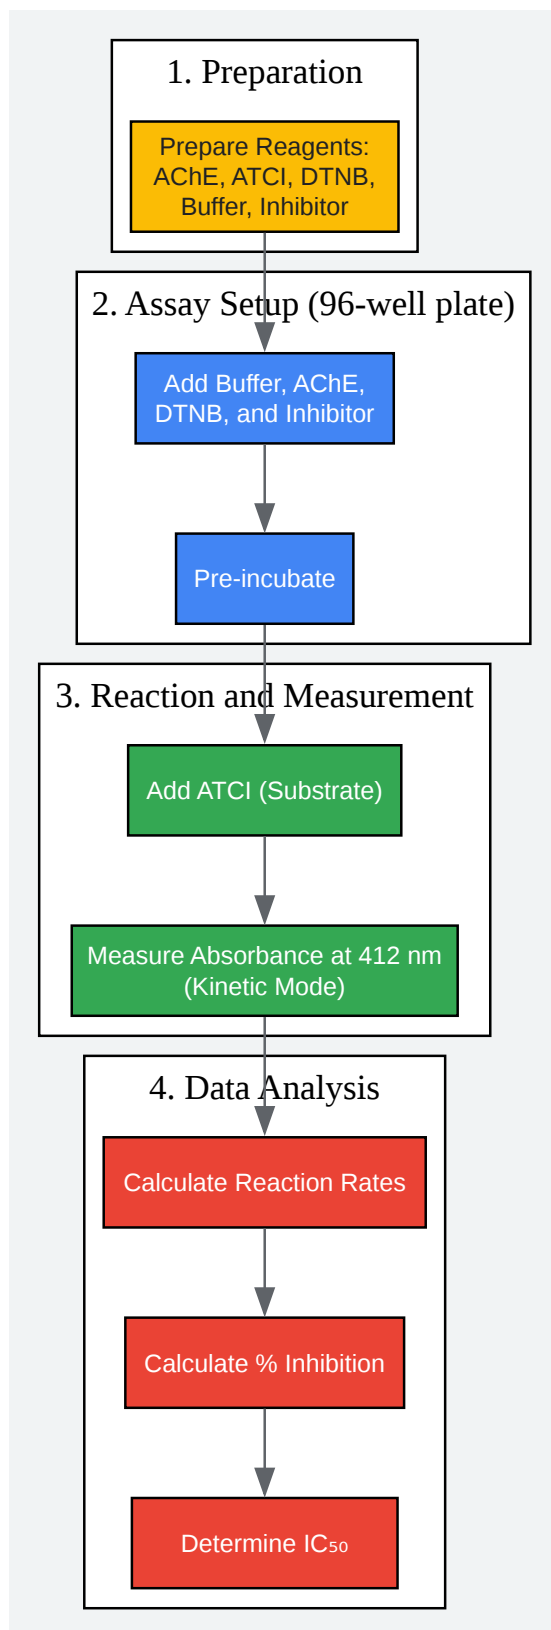 1. Preparation
Prepare Reagents:
AChE, ATCI, DTNB,
Buffer, Inhibitor
2. Assay Setup (96-well plate)
Add Buffer, AChE,
DTNB, and Inhibitor
Pre-incubate
3. Reaction and Measurement
Add ATCI (Substrate)
Measure Absorbance at 412 nm
(Kinetic Mode)
4. Data Analysis
Calculate Reaction Rates
Calculate % Inhibition
Determine IC₅₀